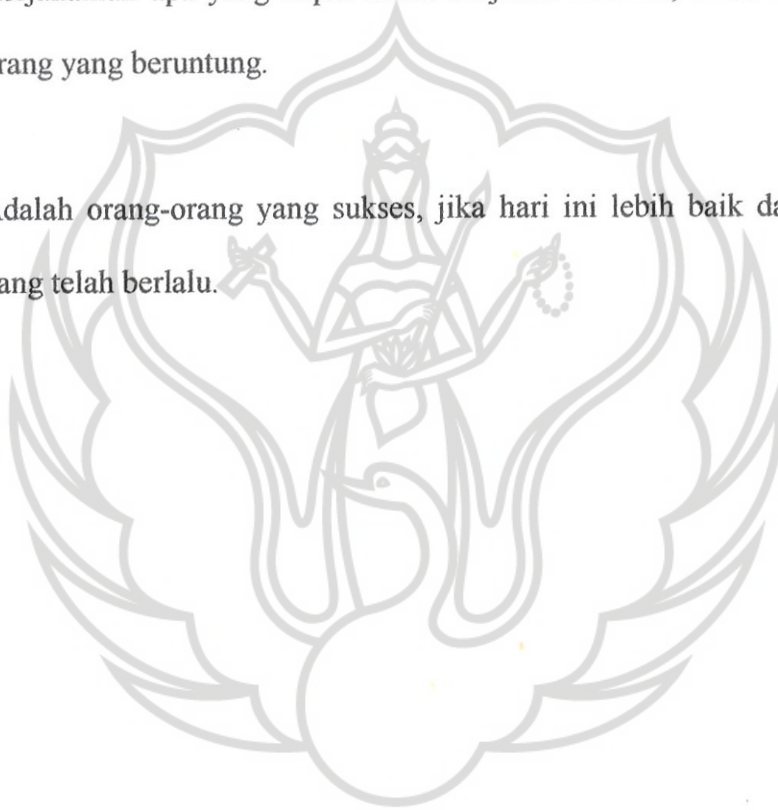 rang yang beruntung.
dalah orang-orang yang sukses, jika hari ini lebih baik da
ang telah berlalu.